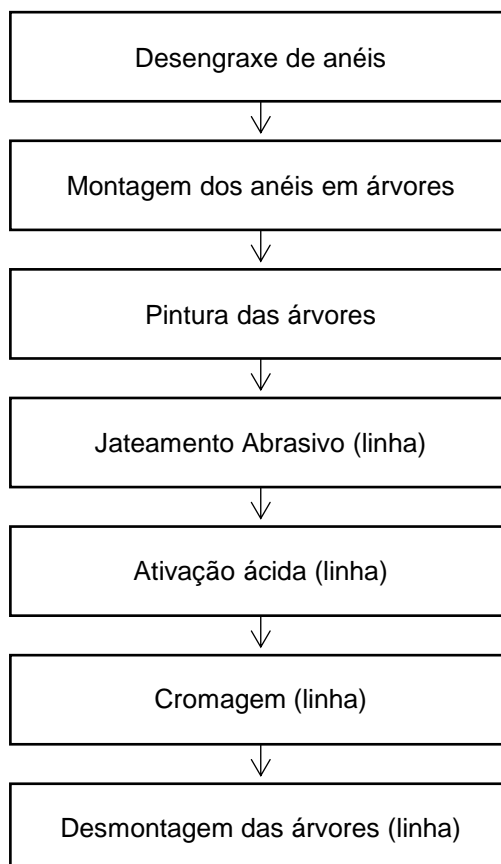 Desengraxe de anéis
Montagem dos anéis em árvores
Pintura das árvores
Jateamento Abrasivo (linha)
Ativação ácida (linha)
Cromagem (linha)
Desmontagem das árvores (linha)